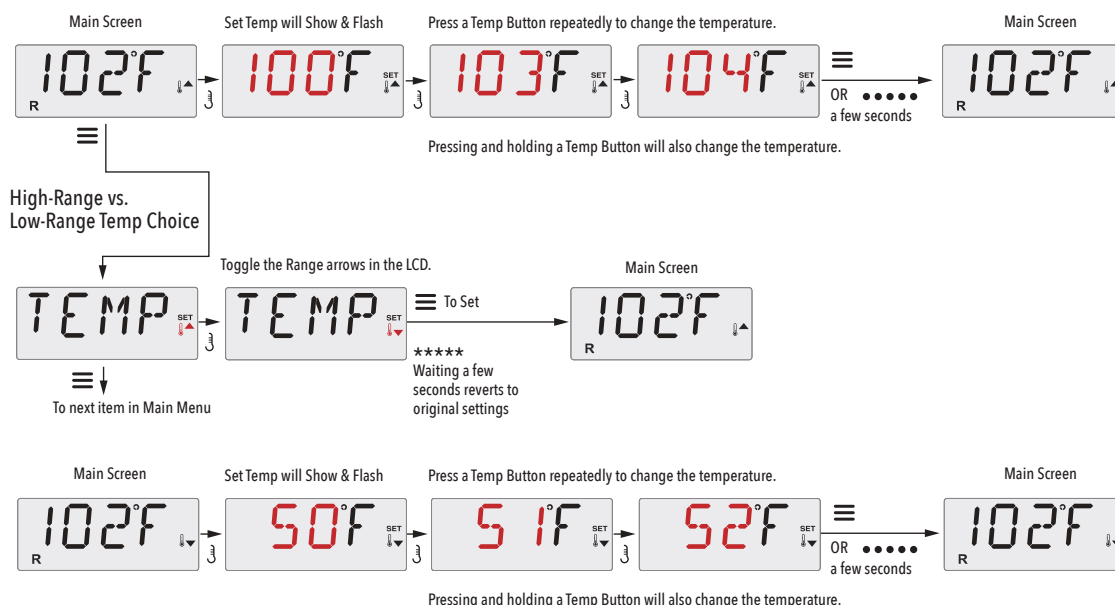 Main Screen
Set Temp will Show & Flash
Press a Temp Button repeatedly to change the temperature.
Main Screen
102°F
R
100°F
SET
103°F
SET
104°F
SET
OR •••••
a few seconds
102°F
R
Pressing and holding a Temp Button will also change the temperature.
High-Range vs.
Low-Range Temp Choice
Toggle the Range arrows in the LCD.
Main Screen
TEMP
SET
TEMP
SET
To Set
*****
Waiting a few
seconds reverts to
original settings
102°F
R
To next item in Main Menu
Main Screen
Set Temp will Show & Flash
Press a Temp Button repeatedly to change the temperature.
Main Screen
102°F
R
50°F
SET
51°F
SET
52°F
SET
OR •••••
a few seconds
102°F
R
Pressing and holding a Temp Button will also change the temperature.